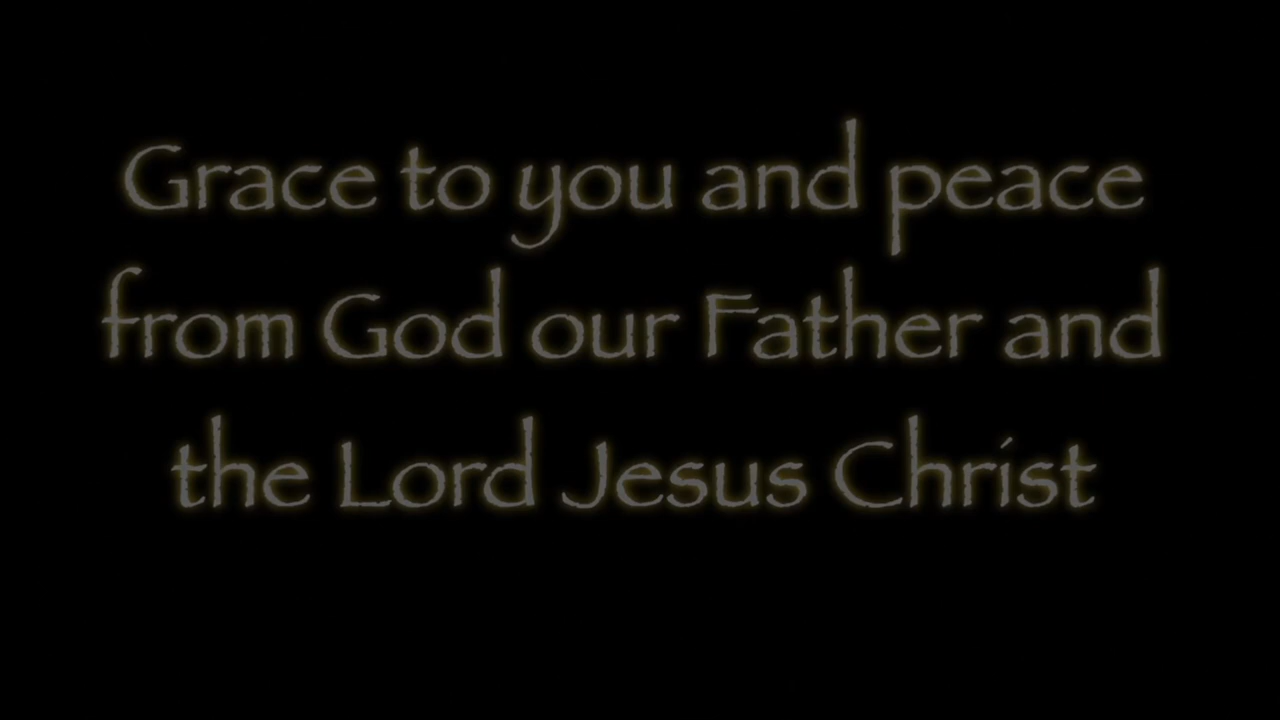 Grace to you and peace
from God our Father and
the Lord Jesus Christ